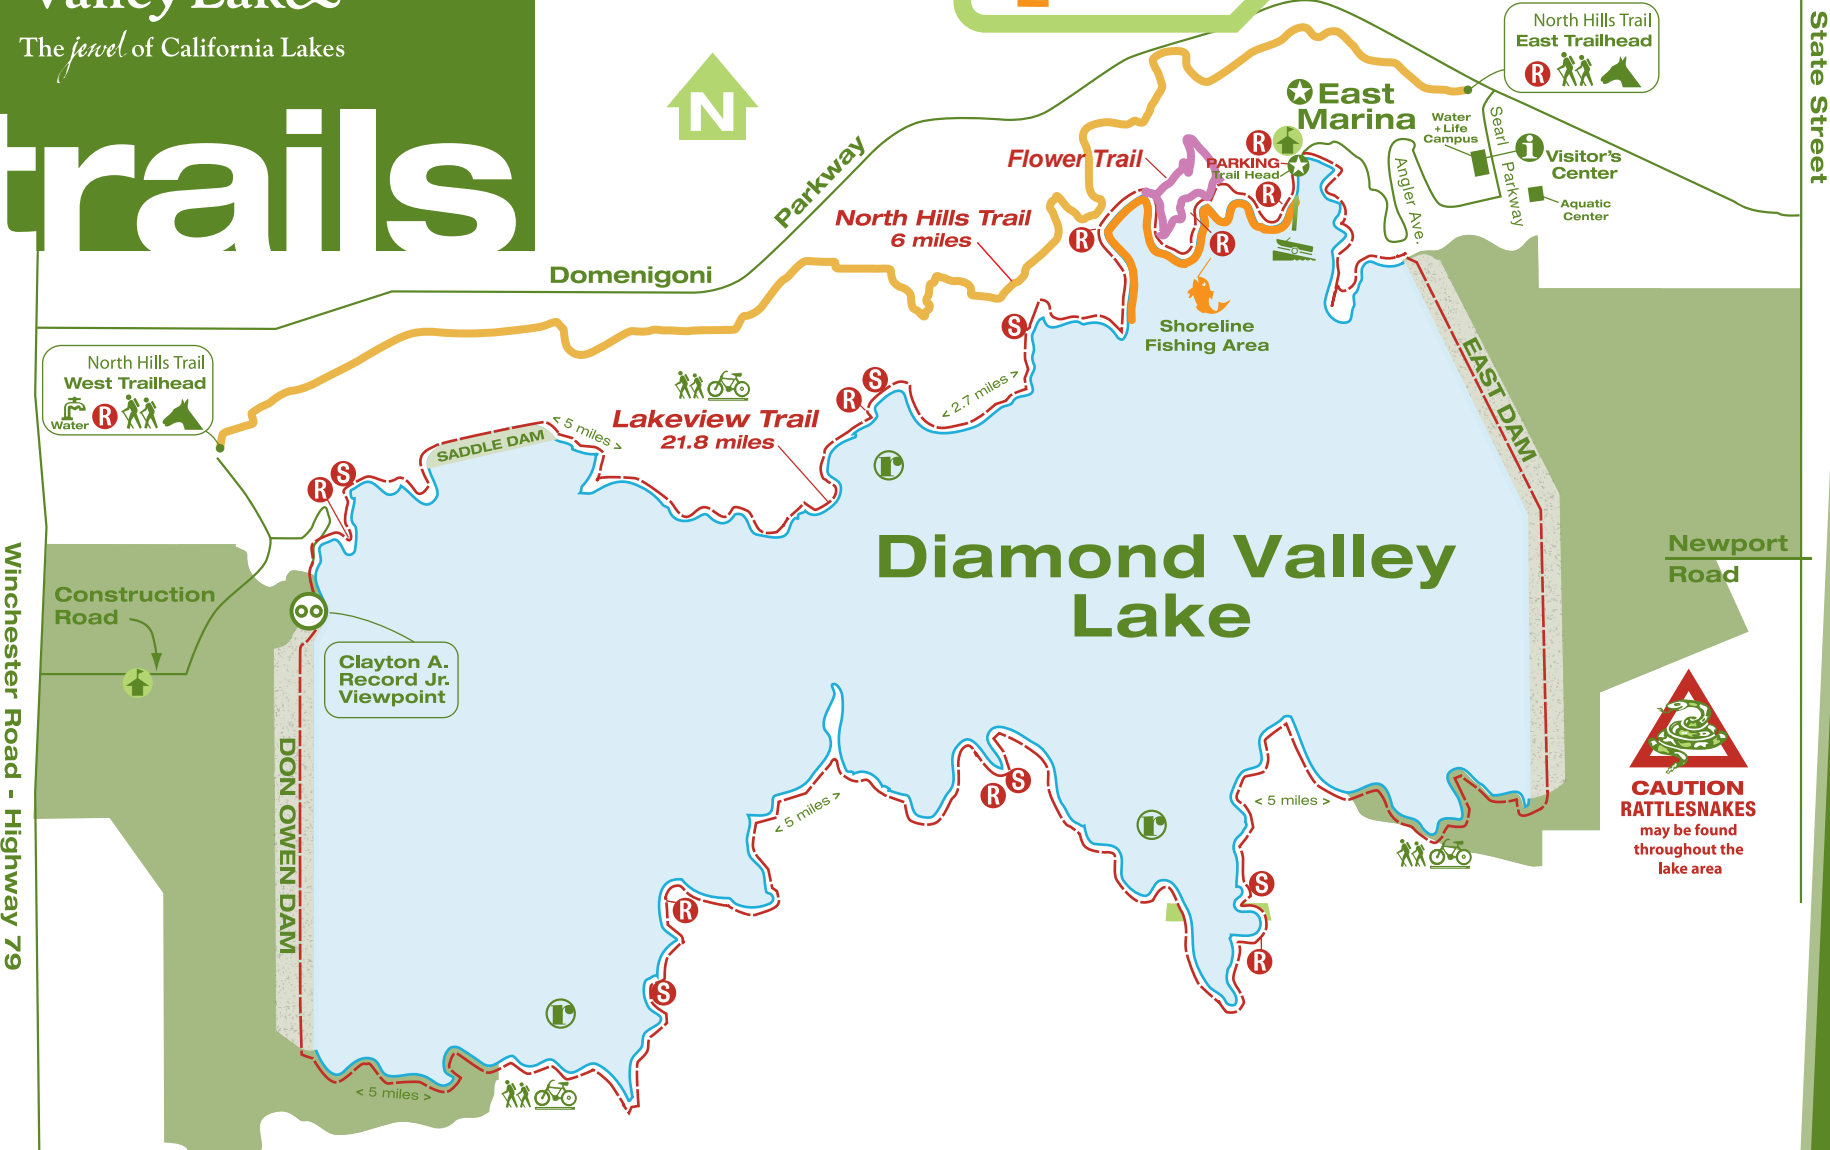 Valley Lake
The jewel of California Lakes
trails
N
North Hills Trail
East Trailhead
R
State Street
East
Marina
Water
+ Life
Campus
Searl Parkway
i
Visitor's
Center
Aquatic
Center
Angler Ave.
R
PARKING
Trail Head
R
Flower Trail
Parkway
Domenigoni
North Hills Trail
6 miles
R
R
Shoreline
Fishing Area
EAST DAM
North Hills Trail
West Trailhead
Water
R
S
< 2.7 miles >
S
R
Lakeview Trail
21.8 miles
< 5 miles >
SADDLE DAM
S
R
r
Diamond Valley
Lake
Newport
Road
Construction
Road
Clayton A.
Record Jr.
Viewpoint
Winchester Road - Highway 79
DON OWEN DAM
CAUTION
RATTLESNAKES
may be found
throughout the
lake area
< 5 miles >
S
R
r
< 5 miles >
S
R
R
S
r
< 5 miles >